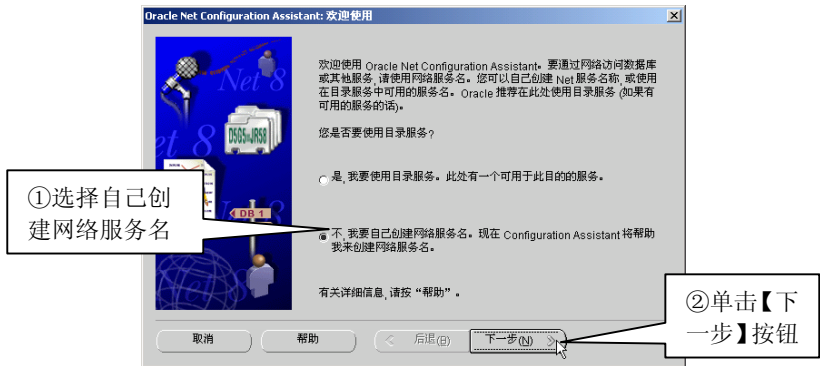 Oracle Net Configuration Assistant: 欢迎使用
Net 8
et 8
D5G5
JR58
DB 1
欢迎使用 Oracle Net Configuration Assistant。要通过网络访问数据库
或其他服务, 请使用网络服务名。您可以自己创建 Net 服务名称, 或使用
在目录服务中可用的服务名。Oracle 推荐在此处使用目录服务 (如果有
可用的服务的话)。
您是否要使用目录服务?
是, 我要使用目录服务。此处有一个可用于此目的的服务。
不, 我要自己创建网络服务名。现在 Configuration Assistant 将帮助
我来创建网络服务名。
有关详细信息, 请按“帮助”。
①选择自己创
建网络服务名
②单击【下
一步】按钮
取消
帮助
后退(B)
下一步(N)